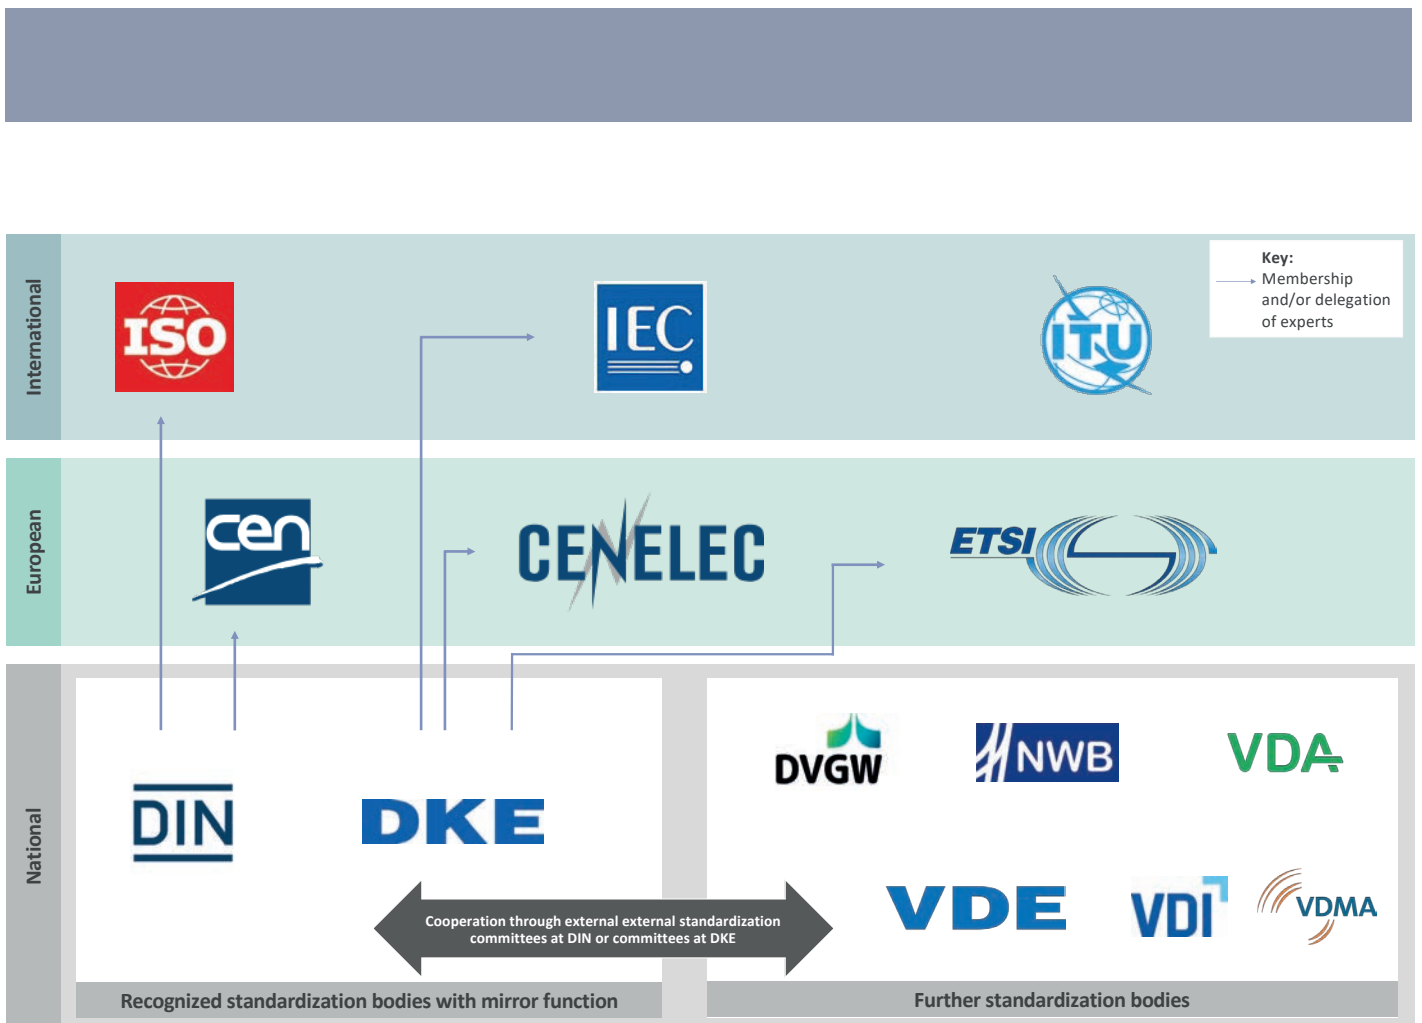 International
ISO
IEC
ITU
Key:
Membership
and/or delegation
of experts
European
cen
CENELEC
ETSI
National
DIN
DKE
DVGW
NWB
VDA
VDE
VDI
VDMA
Cooperation through external external standardization
committees at DIN or committees at DKE
Recognized standardization bodies with mirror function
Further standardization bodies